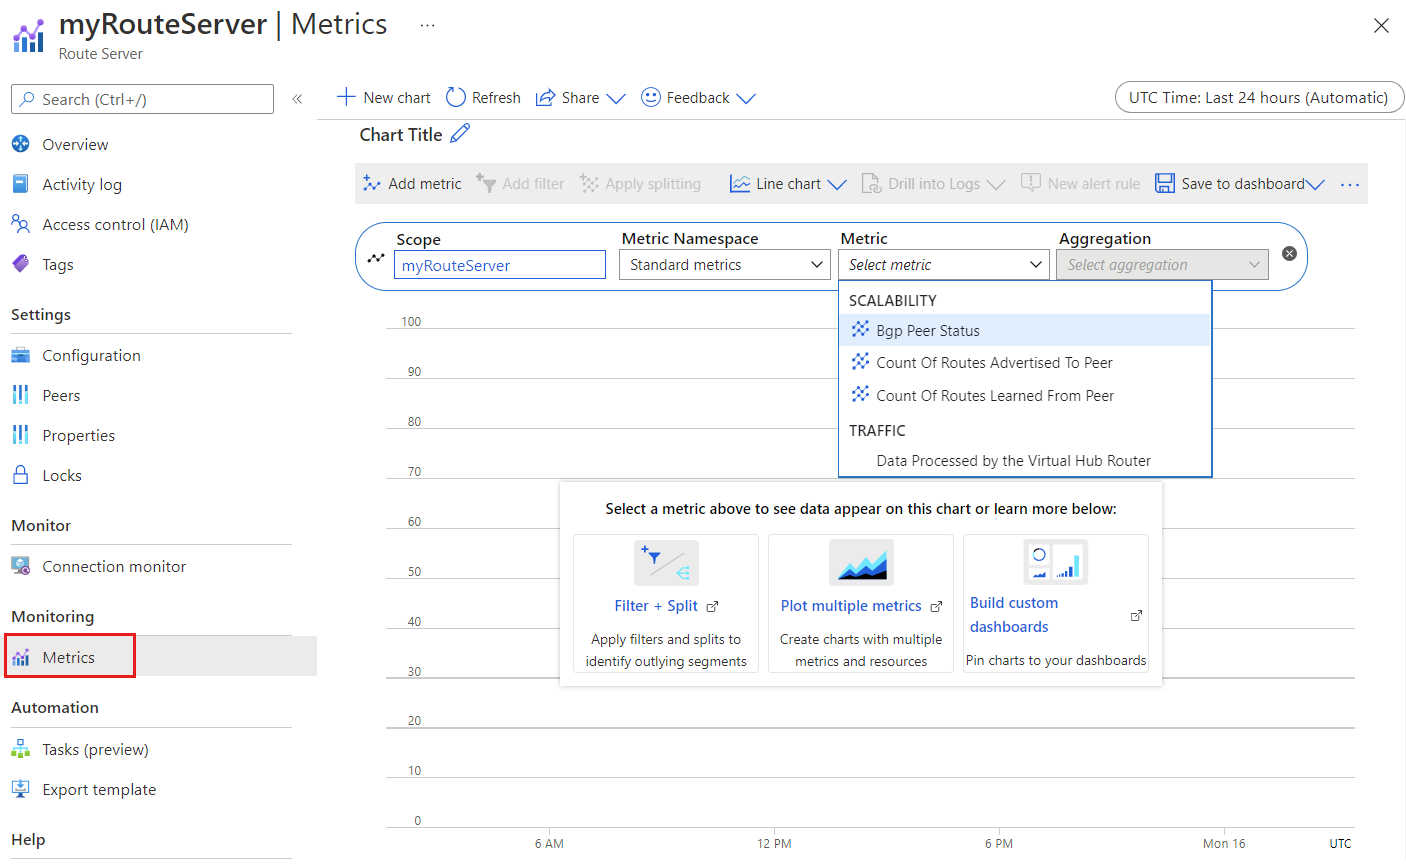 myRouteServer | Metrics ...
Route Server
Search (Ctrl+/)
«
Overview
Activity log
Access control (IAM)
Tags
Settings
Configuration
Peers
Properties
Locks
Monitor
Connection monitor
Monitoring
Metrics
Automation
Tasks (preview)
Export template
Help
New chart Refresh Share Feedback
UTC Time: Last 24 hours (Automatic)
Chart Title
Add metric Add filter Apply splitting Line chart Drill into Logs New alert rule Save to dashboard ...
Scope Metric Namespace Metric Aggregation
myRouteServer Standard metrics Select metric Select aggregation
SCALABILITY
Bgp Peer Status
Count Of Routes Advertised To Peer
Count Of Routes Learned From Peer
TRAFFIC
Data Processed by the Virtual Hub Router
100
90
80
70
60
50
40
30
20
10
0
Select a metric above to see data appear on this chart or learn more below:
Filter + Split
Apply filters and splits to
identify outlying segments
Plot multiple metrics
Create charts with multiple
metrics and resources
Build custom
dashboards
Pin charts to your dashboards
6 AM 12 PM 6 PM Mon 16 UTC